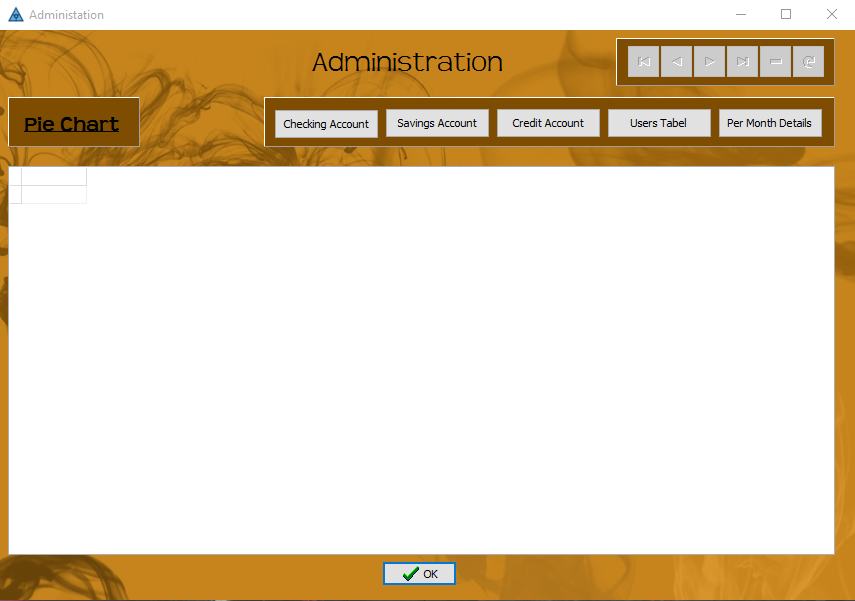 Administation
Administration
Pie Chart
Checking Account
Savings Account
Credit Account
Users Tabel
Per Month Details
OK